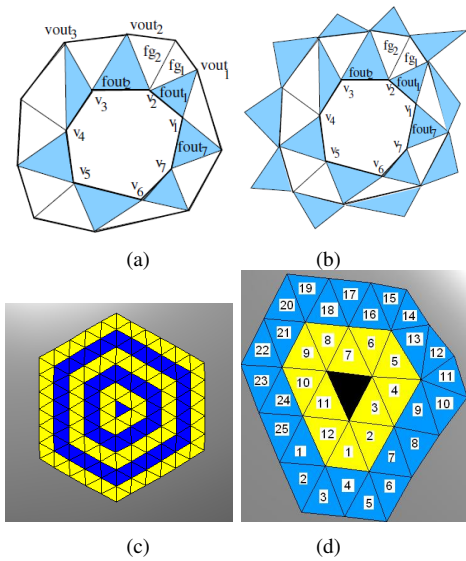 vout3 vout2 vout1
fg2 fg1
fout2 fout1 fout7
v3 v2 v1 v4 v7 v5 v6
(a)
fg2 fg1
fout2 fout1 fout7
v3 v2 v1 v4 v7 v5 v6
(b)
(c)
19 17 15
20 18 16 14
21 8 6 13
22 9 7 5 12
23 10 4 11
24 11 3 9 10
25 12 2 8
1 1 7
2 4
3 5 6
(d)